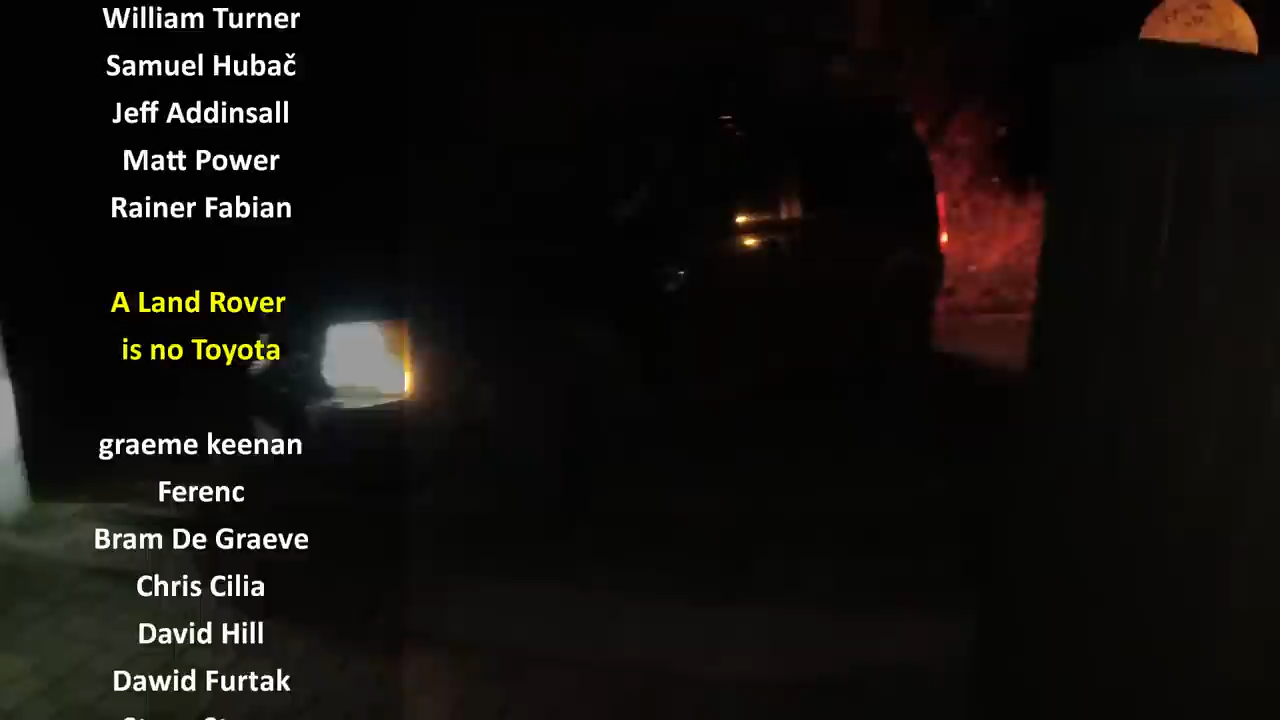 William Turner
Samuel Hubač
Jeff Addinsall
Matt Power
Rainer Fabian
A Land Rover
is no Toyota
graeme keenan
Ferenc
Bram De Graeve
Chris Cilia
David Hill
Dawid Furtak